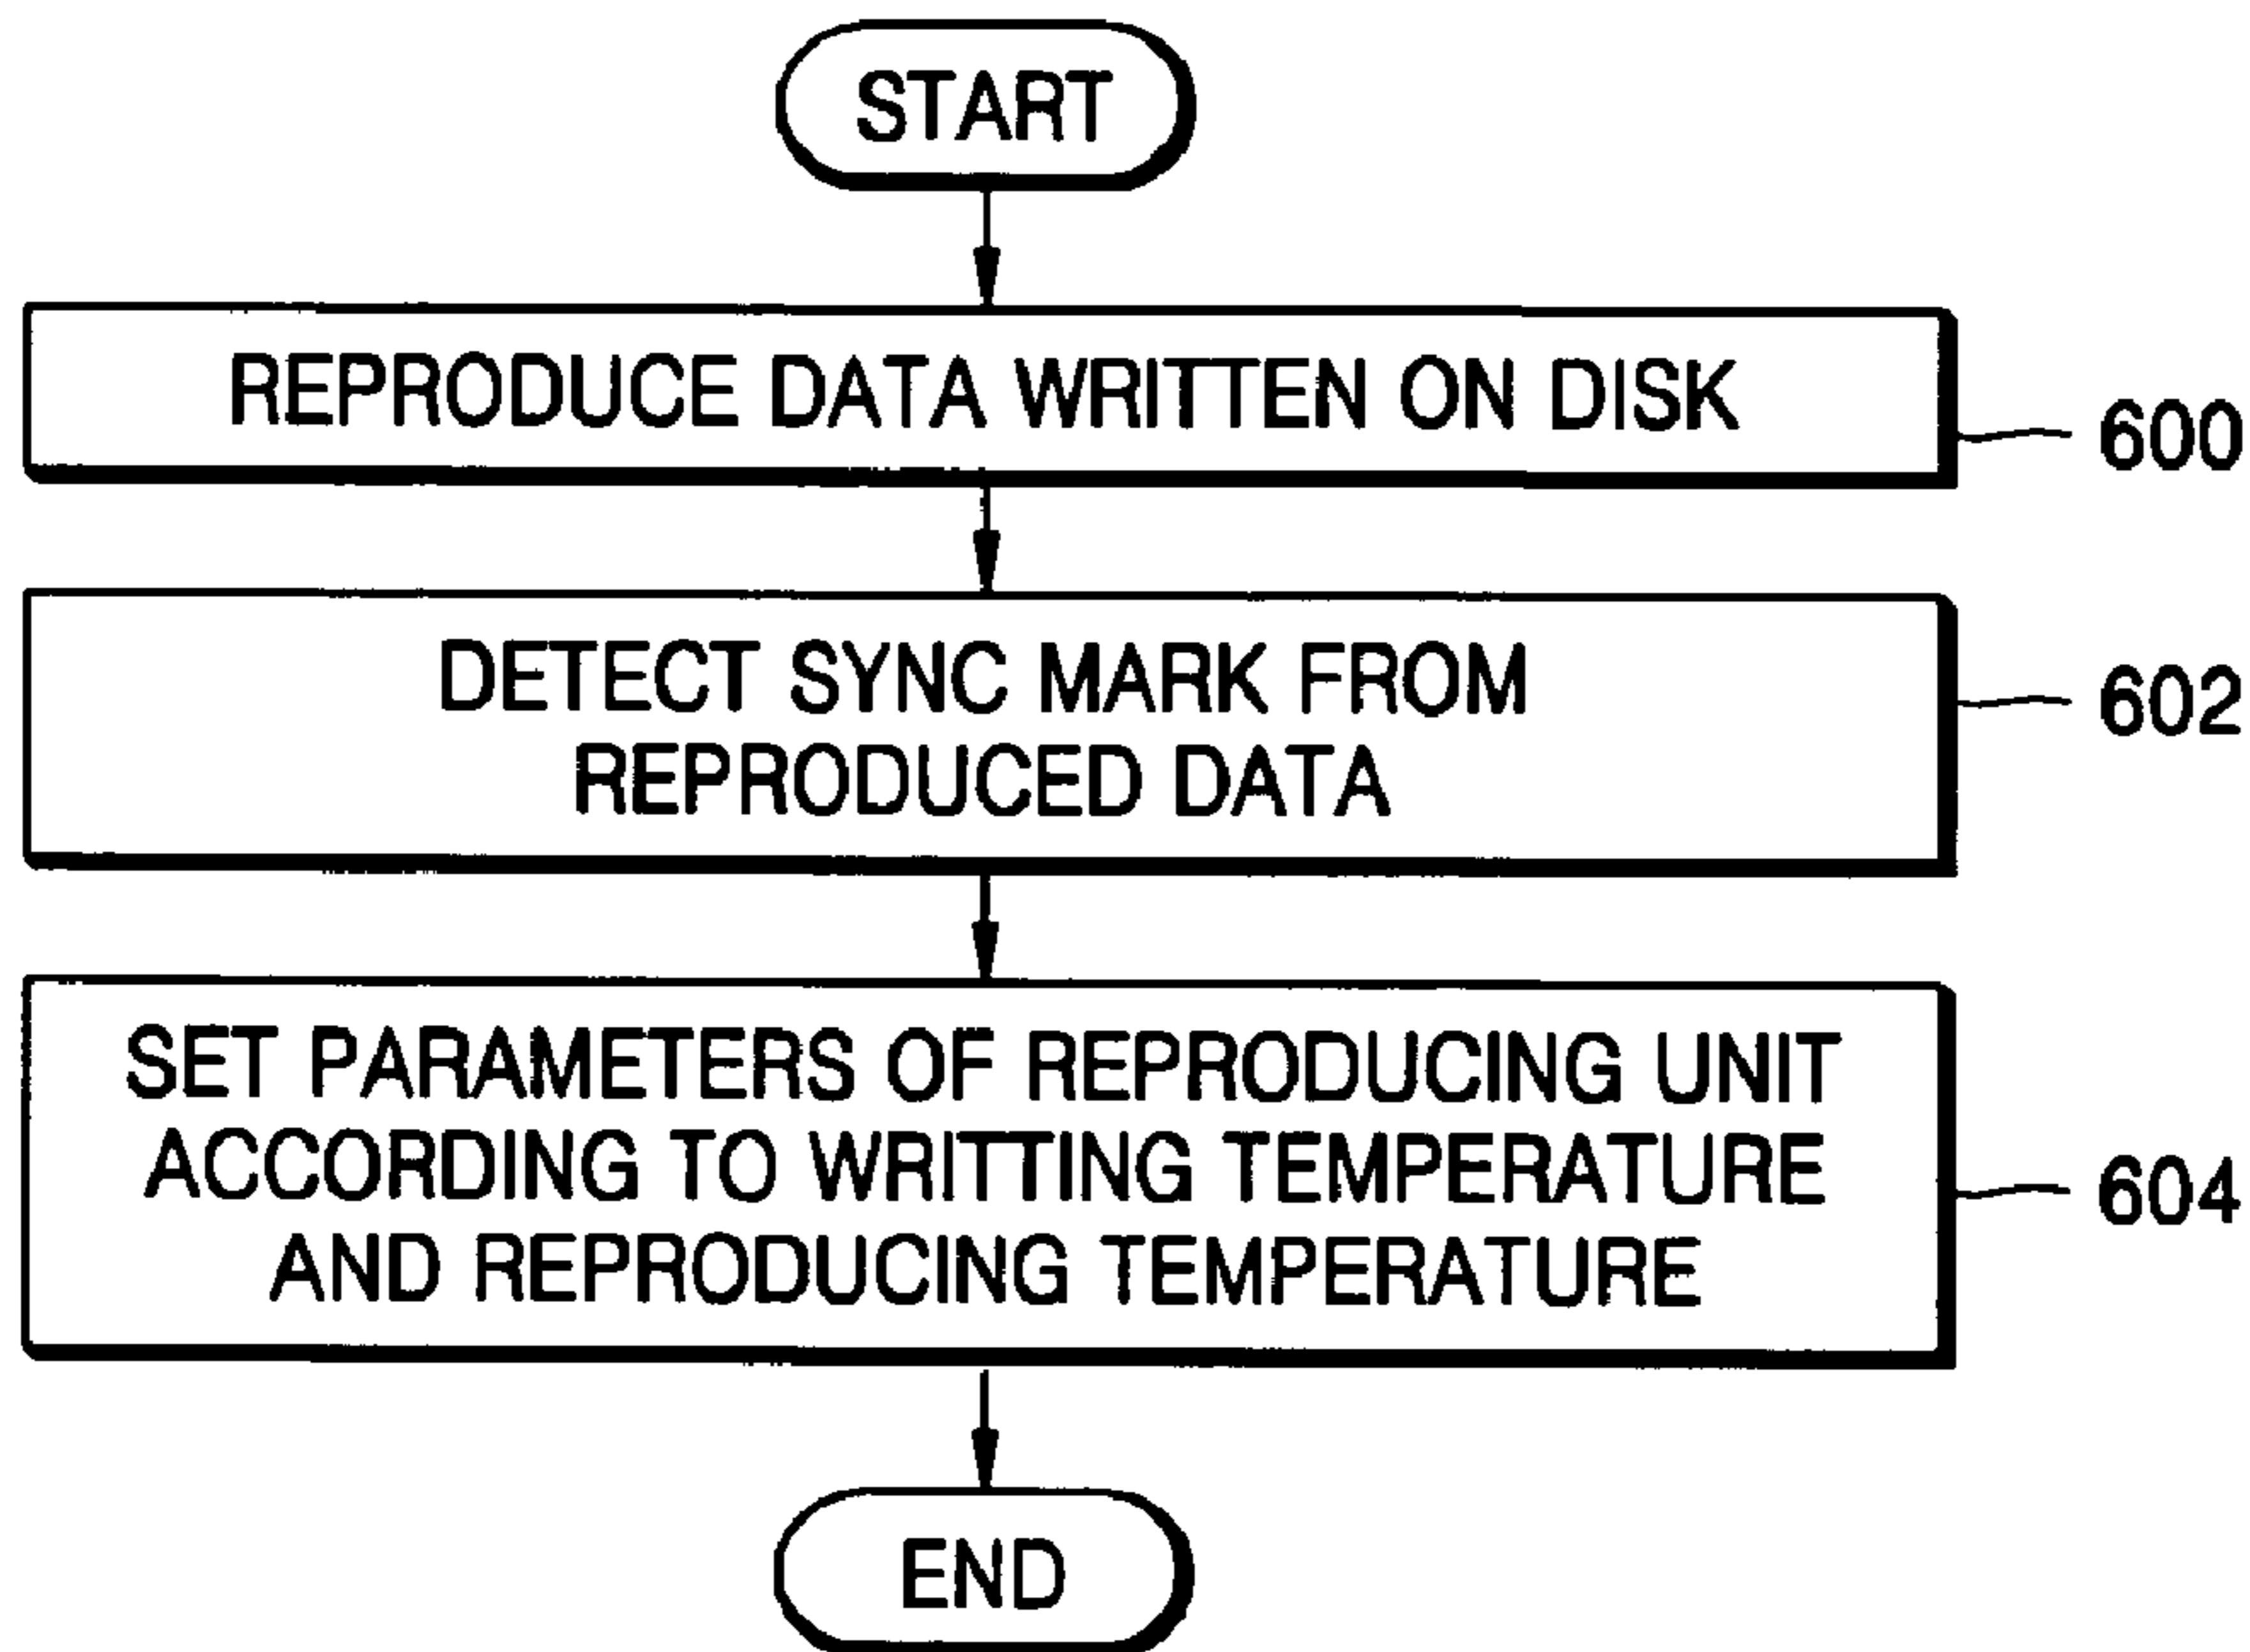 START
REPRODUCE DATA WRITTEN ON DISK
600
DETECT SYNC MARK FROM
REPRODUCED DATA
602
SET PARAMETERS OF REPRODUCING UNIT
ACCORDING TO WRITTING TEMPERATURE
AND REPRODUCING TEMPERATURE
604
END